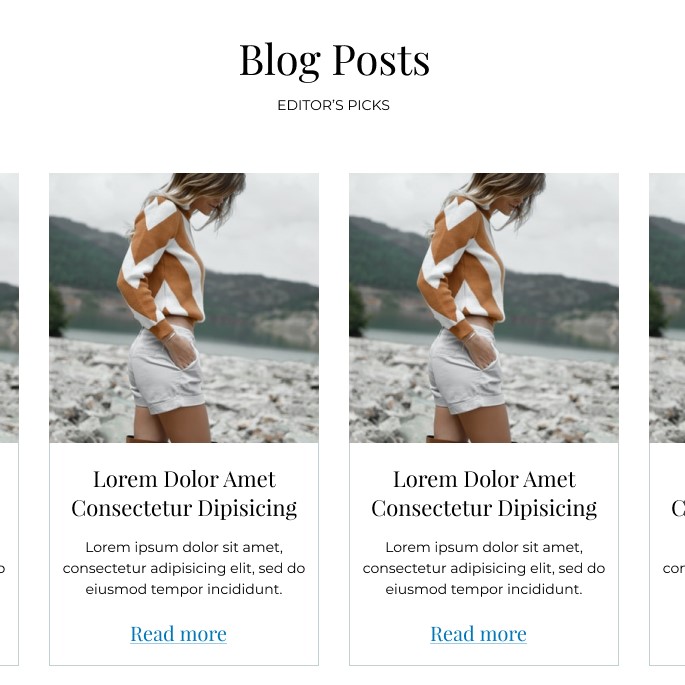 Blog Posts
EDITOR’S PICKS
Lorem Dolor Amet
Consectetur Dipisicing
Lorem ipsum dolor sit amet,
consectetur adipisicing elit, sed do
eiusmod tempor incididunt.
Read more
Lorem Dolor Amet
Consectetur Dipisicing
Lorem ipsum dolor sit amet,
consectetur adipisicing elit, sed do
eiusmod tempor incididunt.
Read more